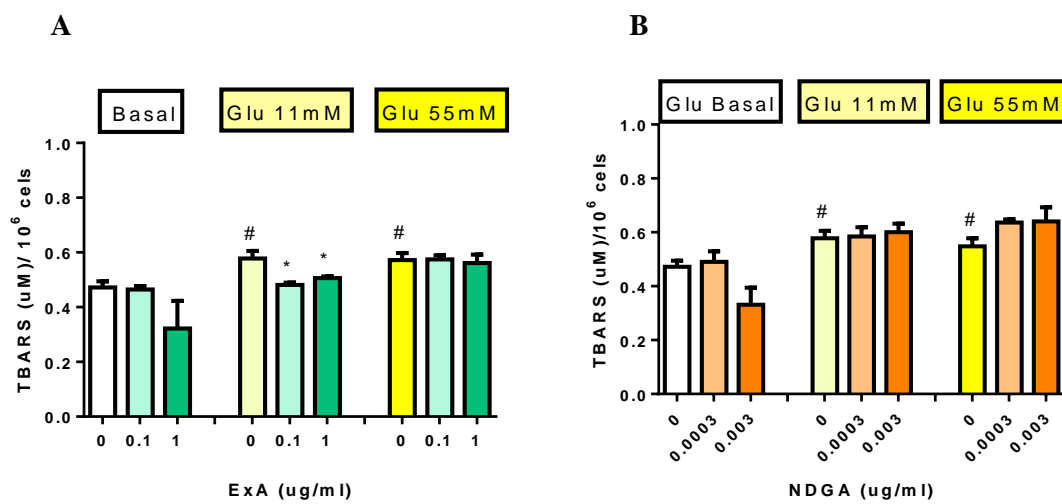 A
Basal
Glu 11mM
Glu 55mM
TBARS (uM)/ 10^6 cells
1.0
0.8
0.6
0.4
0.2
0.0
#
*
*
#
0 0.1 1 0 0.1 1 0 0.1 1
ExA (ug/ml)
B
Glu Basal
Glu 11mM
Glu 55mM
TBARS (uM)/10^6 cells
1.0
0.8
0.6
0.4
0.2
0.0
#
#
0 0.0003 0.003 0 0.0003 0.003 0 0.0003 0.003
NDGA (ug/ml)